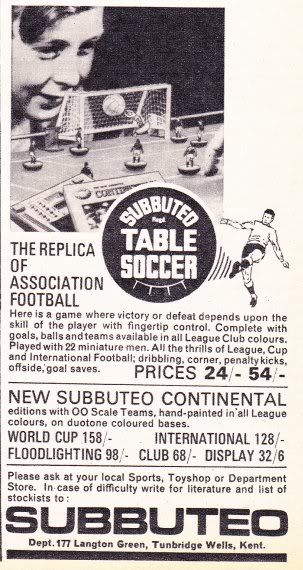 CONTINENTAL
SUBBUTEO
Regd.
TABLE
SOCCER
THE REPLICA
OF
ASSOCIATION
FOOTBALL
Here is a game where victory or defeat depends upon the
skill of the player with fingertip control. Complete with
goals, balls and teams available in all League Club colours.
Played with 22 miniature men. All the thrills of League, Cup
and International Football; dribbling, corner, penalty kicks,
offside, goal saves. PRICES 24/- 54/-
NEW SUBBUTEO CONTINENTAL
editions with OO Scale Teams, hand-painted in all League
colours, on duotone coloured bases.
WORLD CUP 158/- INTERNATIONAL 128/-
FLOODLIGHTING 98/- CLUB 68/- DISPLAY 32/6
Please ask at your local Sports, Toyshop or Department
Store. In case of difficulty write for literature and list of
stockists to :
SUBBUTEO
Dept. 177 Langton Green, Tunbridge Wells, Kent.